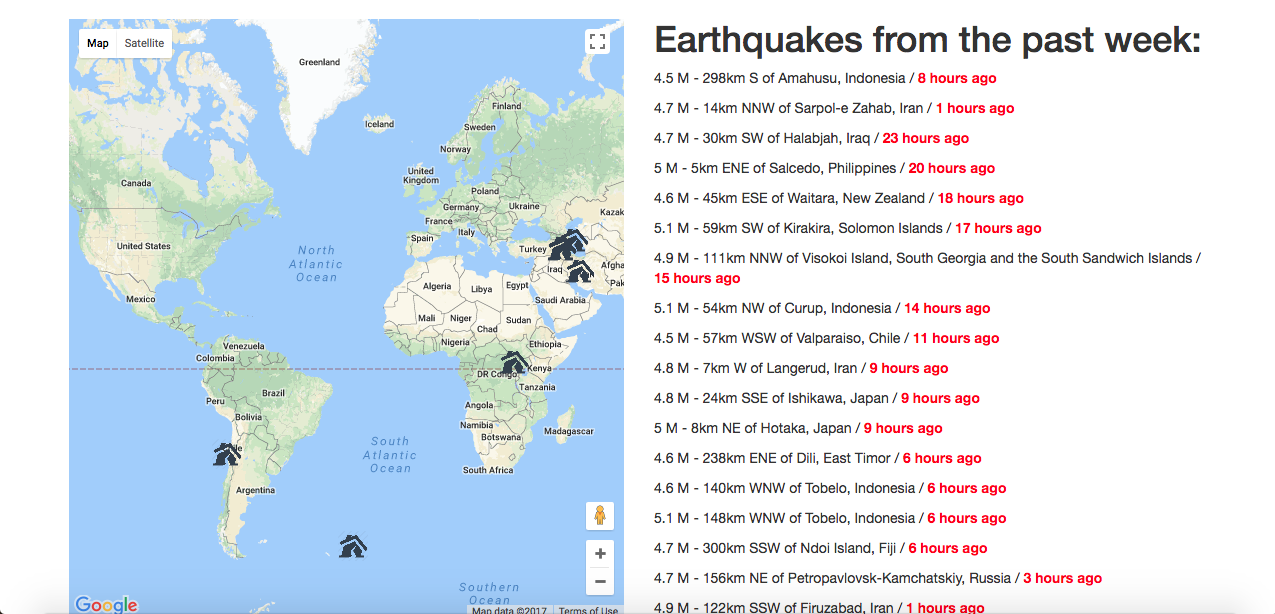 Map Satellite
Greenland
Iceland
Finland
Sweden
Norway
United
Kingdom
Canada
Poland
Germany
Ukraine
France
Kazak
United States
Spain
Italy
Turkey
North
Atlantic
Ocean
Iraq
Afgha
Pak
Algeria
Libya
Egypt
Saudi Arabia
Mexico
Mali
Niger
Sudan
Chad
Nigeria
Ethiopia
Venezuela
Colombia
DR Congo
Kenya
Tanzania
Peru
Brazil
Angola
Bolivia
Namibia
Botswana
Madagascar
South
Atlantic
Ocean
South Africa
Argentina
Southern
Ocean
Google
Map data ©2017 Terms of Use
Earthquakes from the past week:
4.5 M - 298km S of Amahusu, Indonesia / 8 hours ago
4.7 M - 14km NNW of Sarpol-e Zahab, Iran / 1 hours ago
4.7 M - 30km SW of Halabjah, Iraq / 23 hours ago
5 M - 5km ENE of Salcedo, Philippines / 20 hours ago
4.6 M - 45km ESE of Waitara, New Zealand / 18 hours ago
5.1 M - 59km SW of Kirakira, Solomon Islands / 17 hours ago
4.9 M - 111km NNW of Visokoi Island, South Georgia and the South Sandwich Islands /
15 hours ago
5.1 M - 54km NW of Curup, Indonesia / 14 hours ago
4.5 M - 57km WSW of Valparaiso, Chile / 11 hours ago
4.8 M - 7km W of Langerud, Iran / 9 hours ago
4.8 M - 24km SSE of Ishikawa, Japan / 9 hours ago
5 M - 8km NE of Hotaka, Japan / 9 hours ago
4.6 M - 238km ENE of Dili, East Timor / 6 hours ago
4.6 M - 140km WNW of Tobelo, Indonesia / 6 hours ago
5.1 M - 148km WNW of Tobelo, Indonesia / 6 hours ago
4.7 M - 300km SSW of Ndoi Island, Fiji / 6 hours ago
4.7 M - 156km NE of Petropavlovsk-Kamchatskiy, Russia / 3 hours ago
4.9 M - 122km SSW of Firuzabad, Iran / 1 hours ago